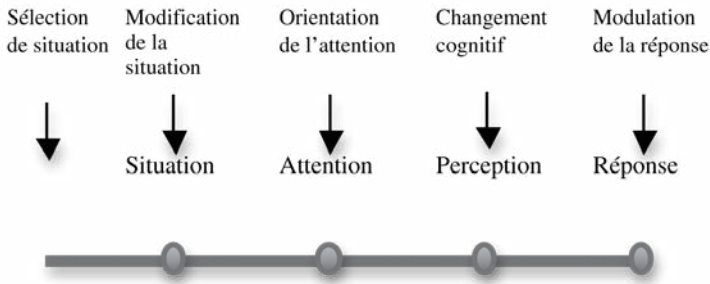 Sélection
de situation
Modification
de la
situation
Orientation
de l’attention
Changement
cognitif
Modulation
de la réponse
Situation
Attention
Perception
Réponse